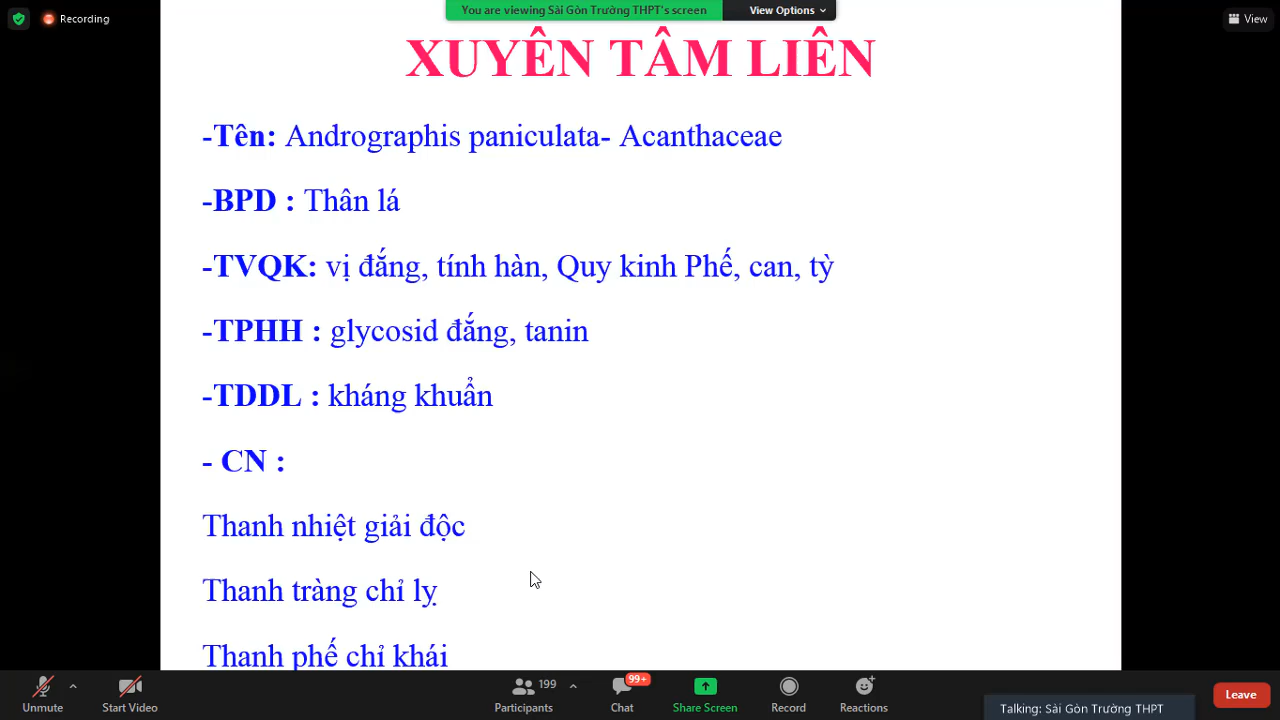 You are viewing Sài Gòn Trường THPT's screen
View Options
Recording
View
XUYÊN TÂM LIÊN
-Tên: Andrographis paniculata- Acanthaceae
-BPD : Thân lá
-TVQK: vị đắng, tính hàn, Quy kinh Phế, can, tỳ
-TPHH : glycosid đắng, tanin
-TDDL : kháng khuẩn
- CN :
Thanh nhiệt giải độc
Thanh tràng chỉ lỵ
Thanh phế chỉ khái
Unmute
Start Video
199
Participants
99+
Chat
Share Screen
Record
Reactions
Talking: Sài Gòn Trường THPT
Leave